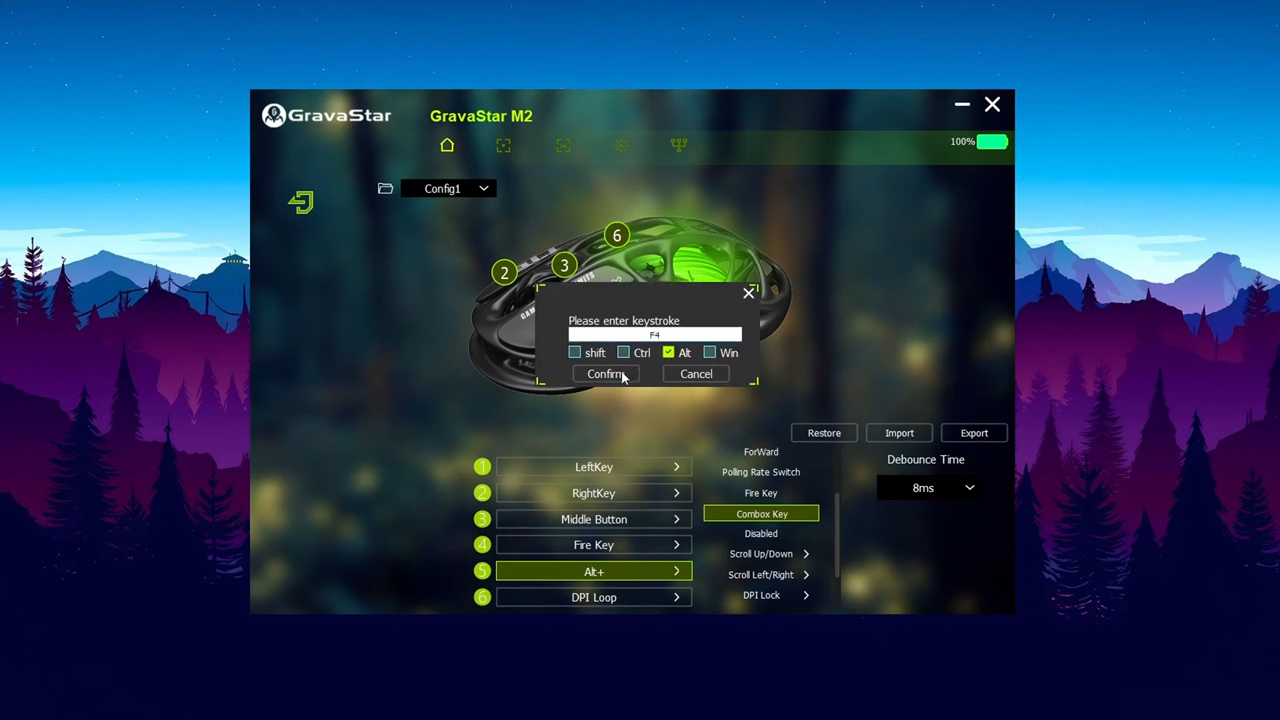 GravaStar
GravaStar M2
100%
Config1
6
2
3
Please enter keystroke
F4
shift
Ctrl
Alt
Win
Confirm
Cancel
Restore
Import
Export
ForWard
Debounce Time
1
LeftKey
Polling Rate Switch
8ms
2
RightKey
Fire Key
3
Middle Button
Combox Key
4
Fire Key
Disabled
Scroll Up/Down
5
Alt+
Scroll Left/Right
6
DPI Loop
DPI Lock